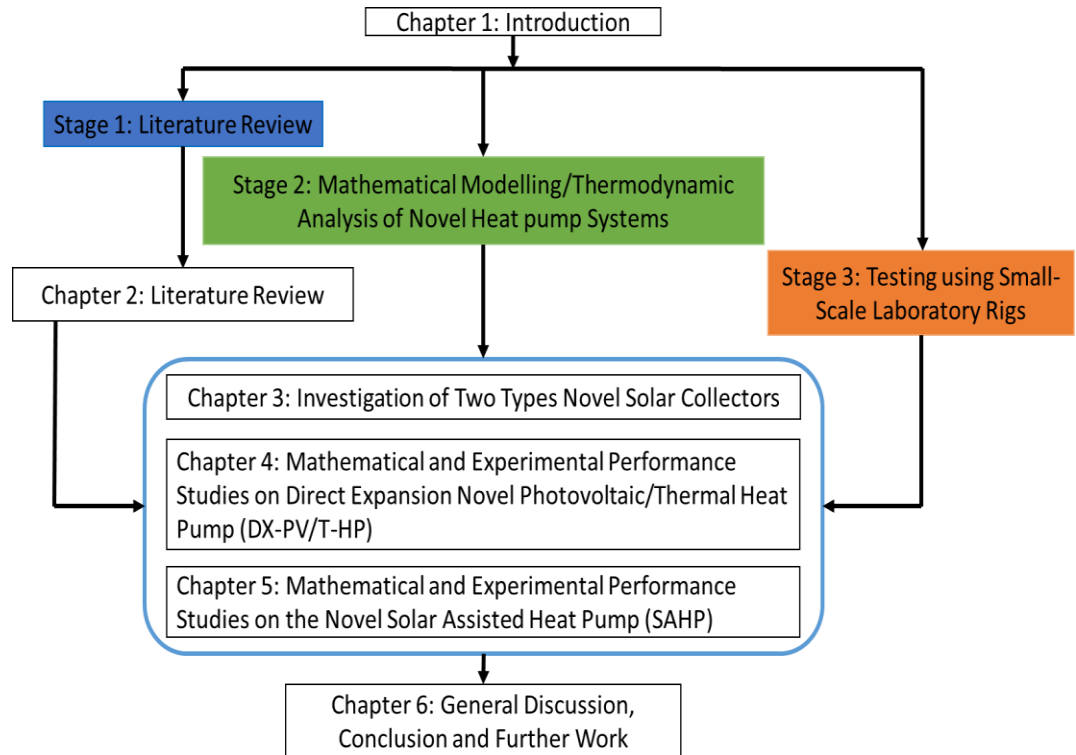 Chapter 1: Introduction
Stage 1: Literature Review
Stage 2: Mathematical Modelling/Thermodynamic
Analysis of Novel Heat pump Systems
Stage 3: Testing using Small-
Scale Laboratory Rigs
Chapter 2: Literature Review
Chapter 3: Investigation of Two Types Novel Solar Collectors
Chapter 4: Mathematical and Experimental Performance
Studies on Direct Expansion Novel Photovoltaic/Thermal Heat
Pump (DX-PV/T-HP)
Chapter 5: Mathematical and Experimental Performance
Studies on the Novel Solar Assisted Heat Pump (SAHP)
Chapter 6: General Discussion,
Conclusion and Further Work